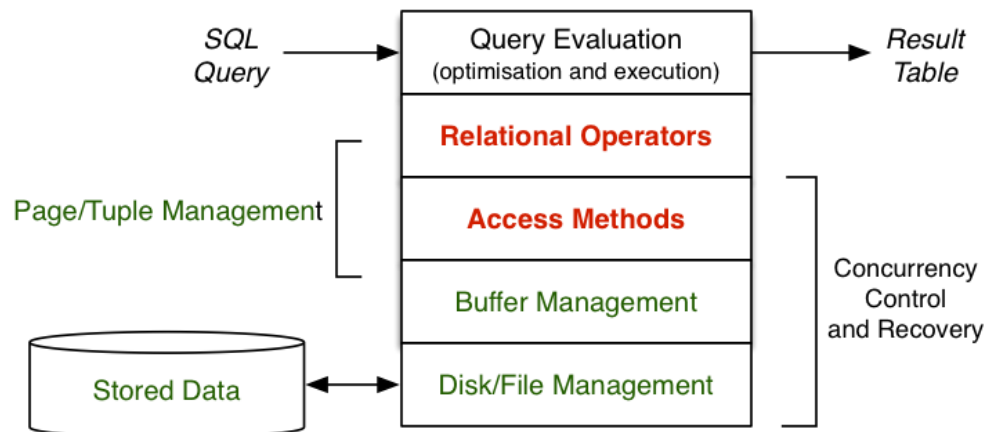 SQL
Query
Query Evaluation
(optimisation and execution)
Result
Table
Relational Operators
Page/Tuple Management
Access Methods
Concurrency
Control
and Recovery
Buffer Management
Stored Data
Disk/File Management